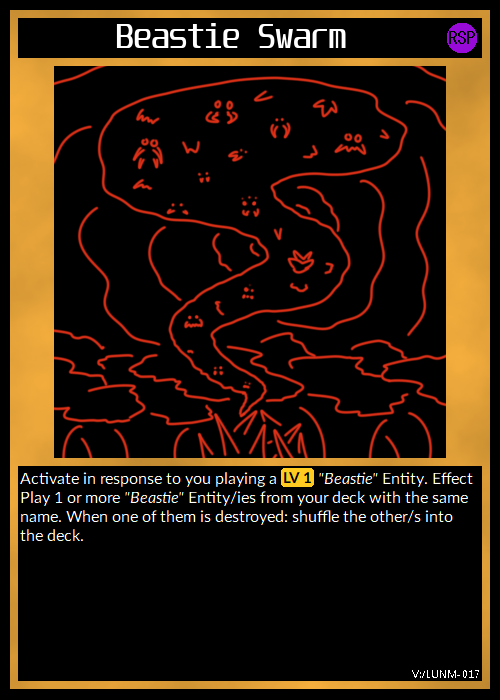 Beastie Swarm
RSP
Activate in response to you playing a LV 1 "Beastie" Entity. Effect
Play 1 or more "Beastie" Entity/ies from your deck with the same
name. When one of them is destroyed: shuffle the other/s into
the deck.
V:/LUNM-017